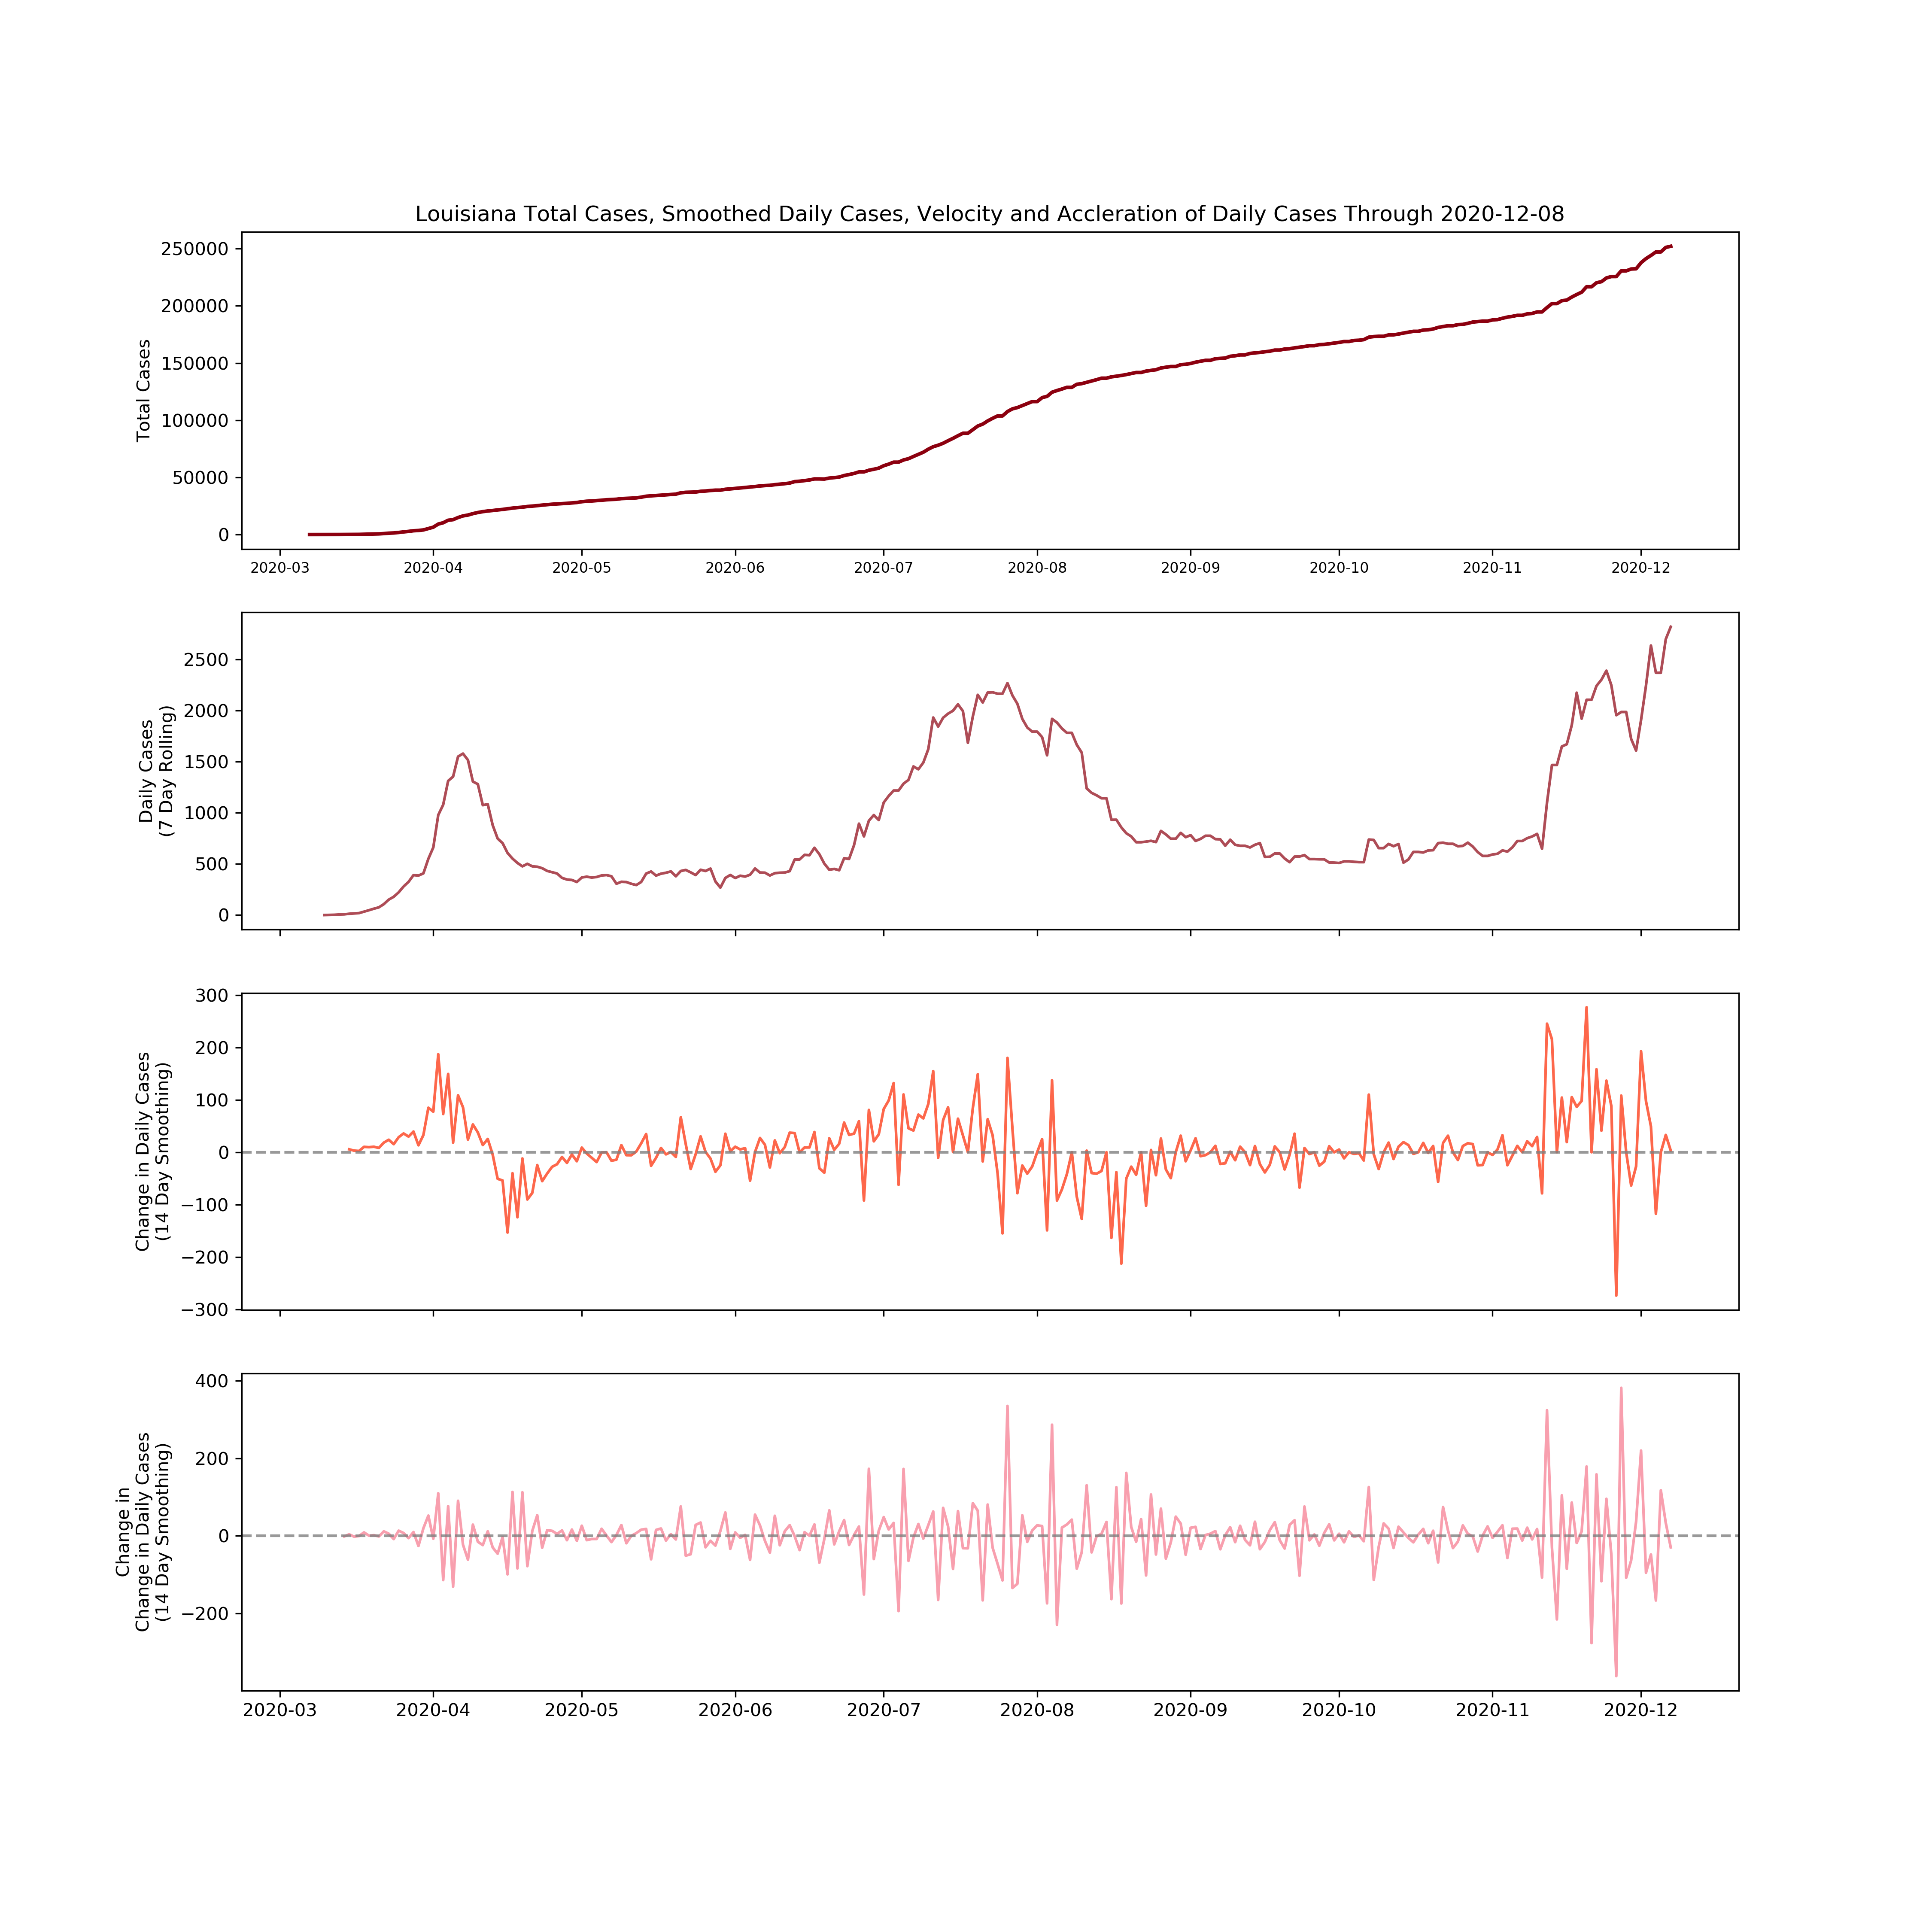 Louisiana Total Cases, Smoothed Daily Cases, Velocity and Accleration of Daily Cases Through 2020-12-08
Total Cases
250000
200000
150000
100000
50000
0
2020-03 2020-04 2020-05 2020-06 2020-07 2020-08 2020-09 2020-10 2020-11 2020-12
Daily Cases
(7 Day Rolling)
2500
2000
1500
1000
500
0
Change in Daily Cases
(14 Day Smoothing)
300
200
100
0
−100
−200
−300
Change in
Change in Daily Cases
(14 Day Smoothing)
400
200
0
−200
2020-03 2020-04 2020-05 2020-06 2020-07 2020-08 2020-09 2020-10 2020-11 2020-12